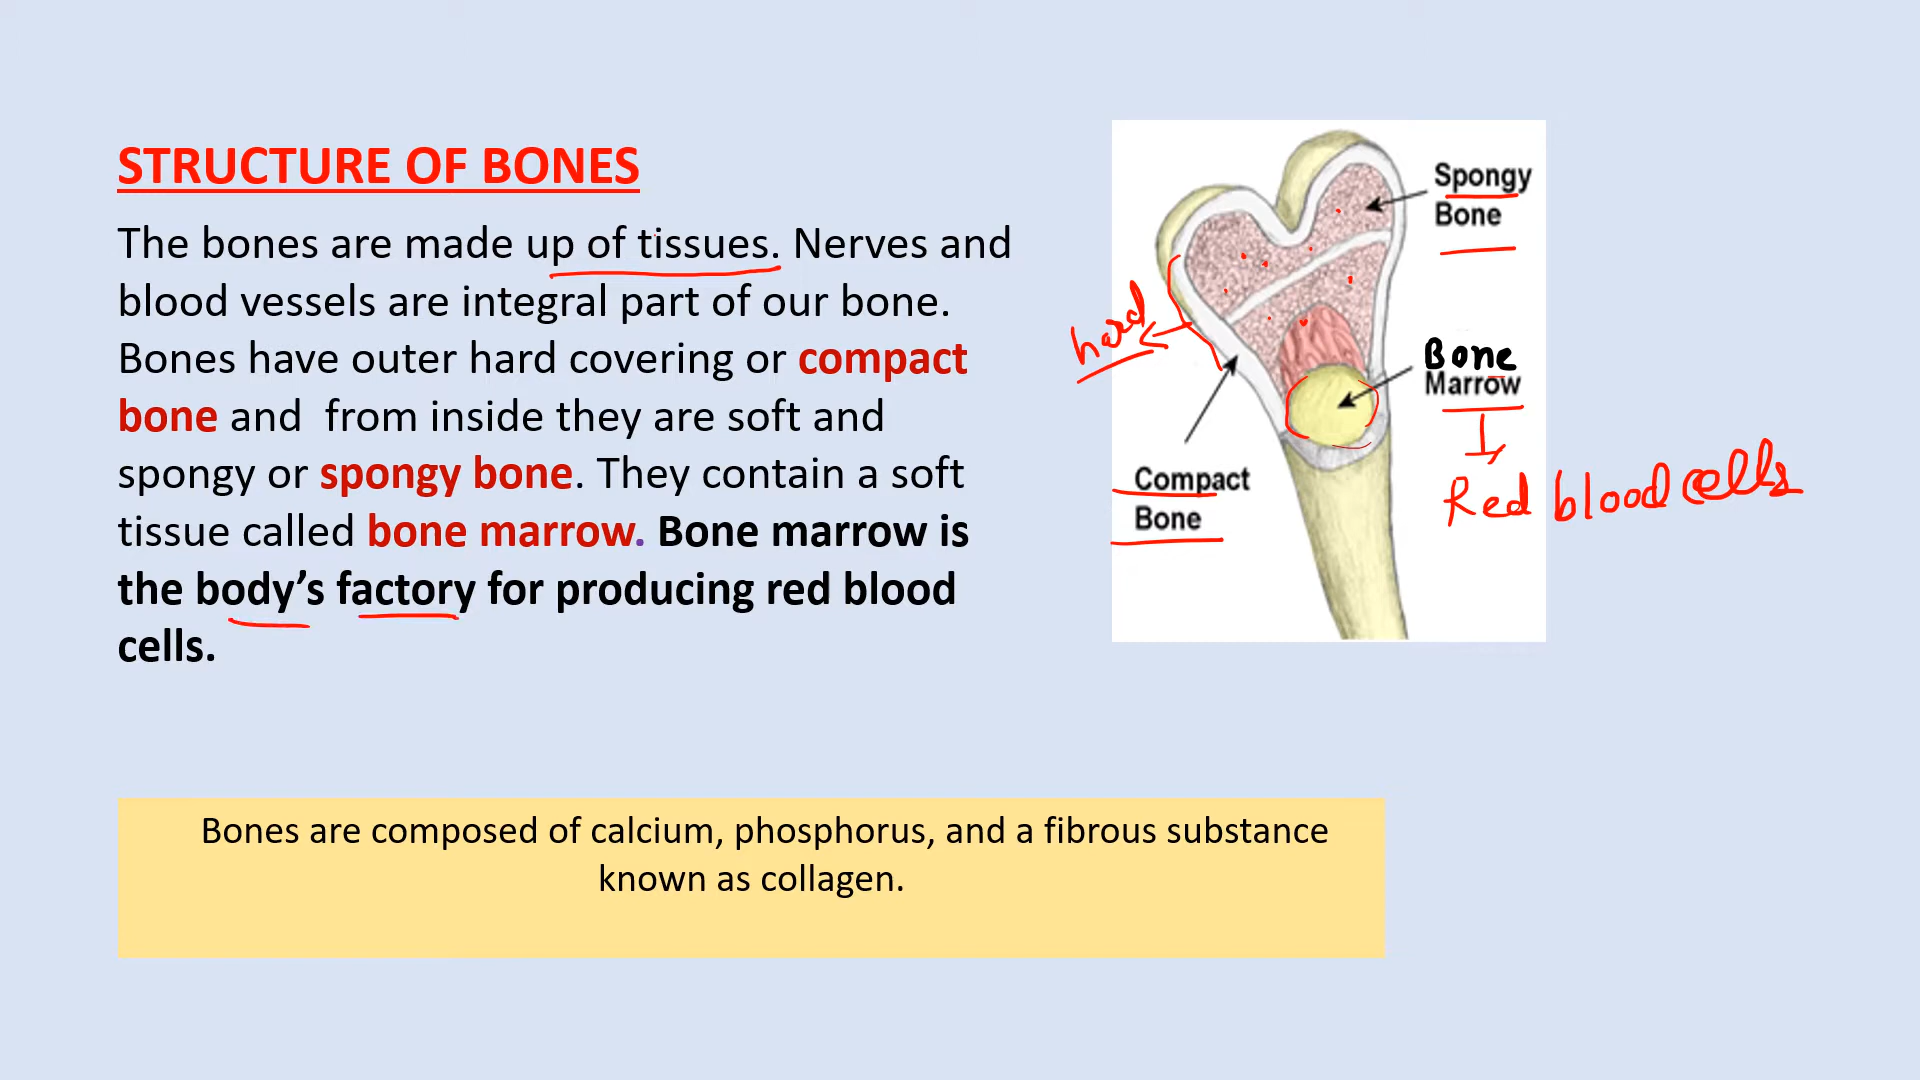 STRUCTURE OF BONES
The bones are made up of tissues. Nerves and
blood vessels are integral part of our bone.
Bones have outer hard covering or compact
bone and from inside they are soft and
spongy or spongy bone. They contain a soft
tissue called bone marrow. Bone marrow is
the body’s factory for producing red blood
cells.
Spongy
Bone
hard
Bone
Marrow
Compact
Bone
Red blood cells
Bones are composed of calcium, phosphorus, and a fibrous substance
known as collagen.